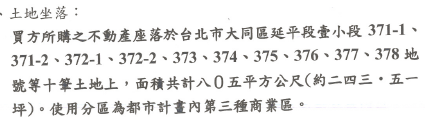 、土地坐落：
買方所購之不動產座落於台北市大同區延平段壹小段 371-1、
371-2、372-1、372-2、373、374、375、376、377、378 地
號等十筆土地上，面積共計八０五平方公尺(約二四三．五一
坪)。使用分區為都市計畫內第三種商業區。